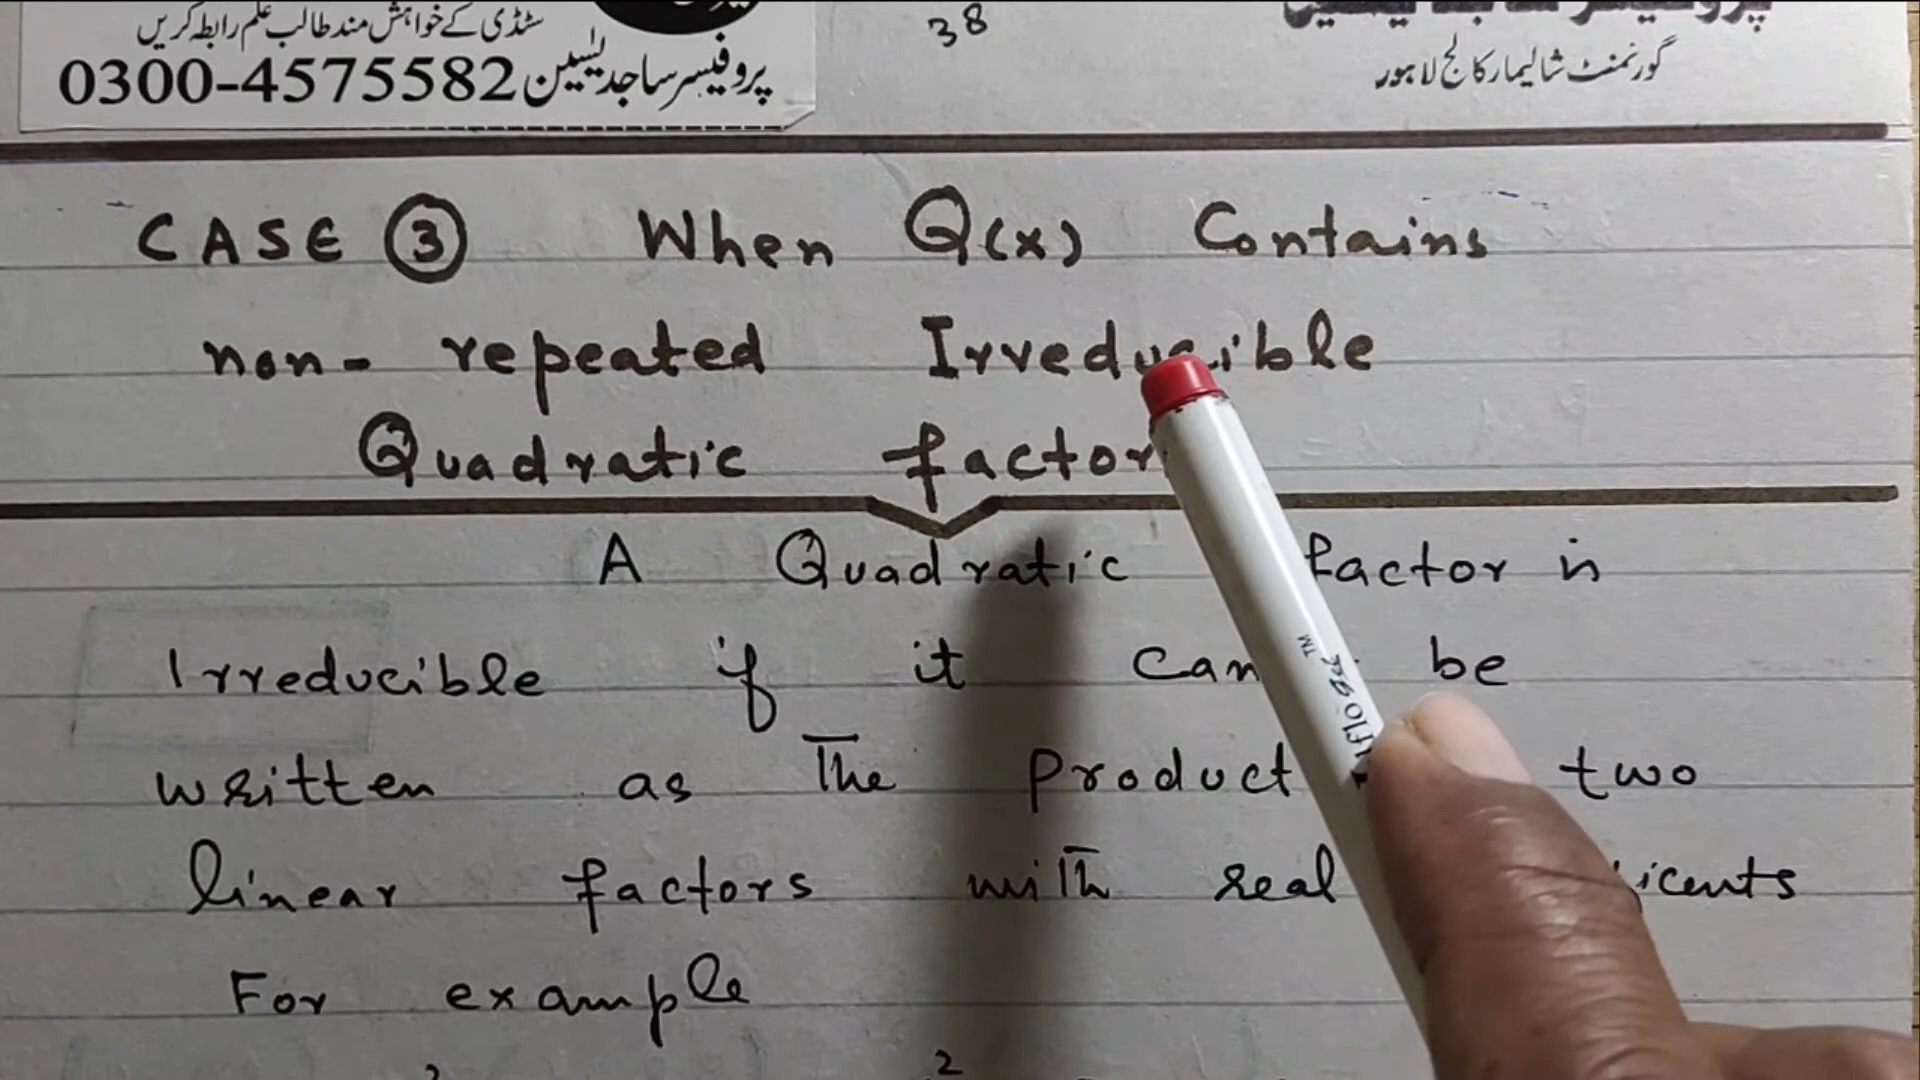 سٹڈی کے خواہش مند طالب علم رابطہ کریں
پروفیسر ساجد یٰسین 0300-4575582
38
گورنمنٹ شالیمار کالج لاہور
CASE ③ When Q(x) Contains
non-repeated Irreducible
Quadratic factor
A Quadratic factor is
Irreducible if it can be
written as The product two
linear factors with real
For example
2 2